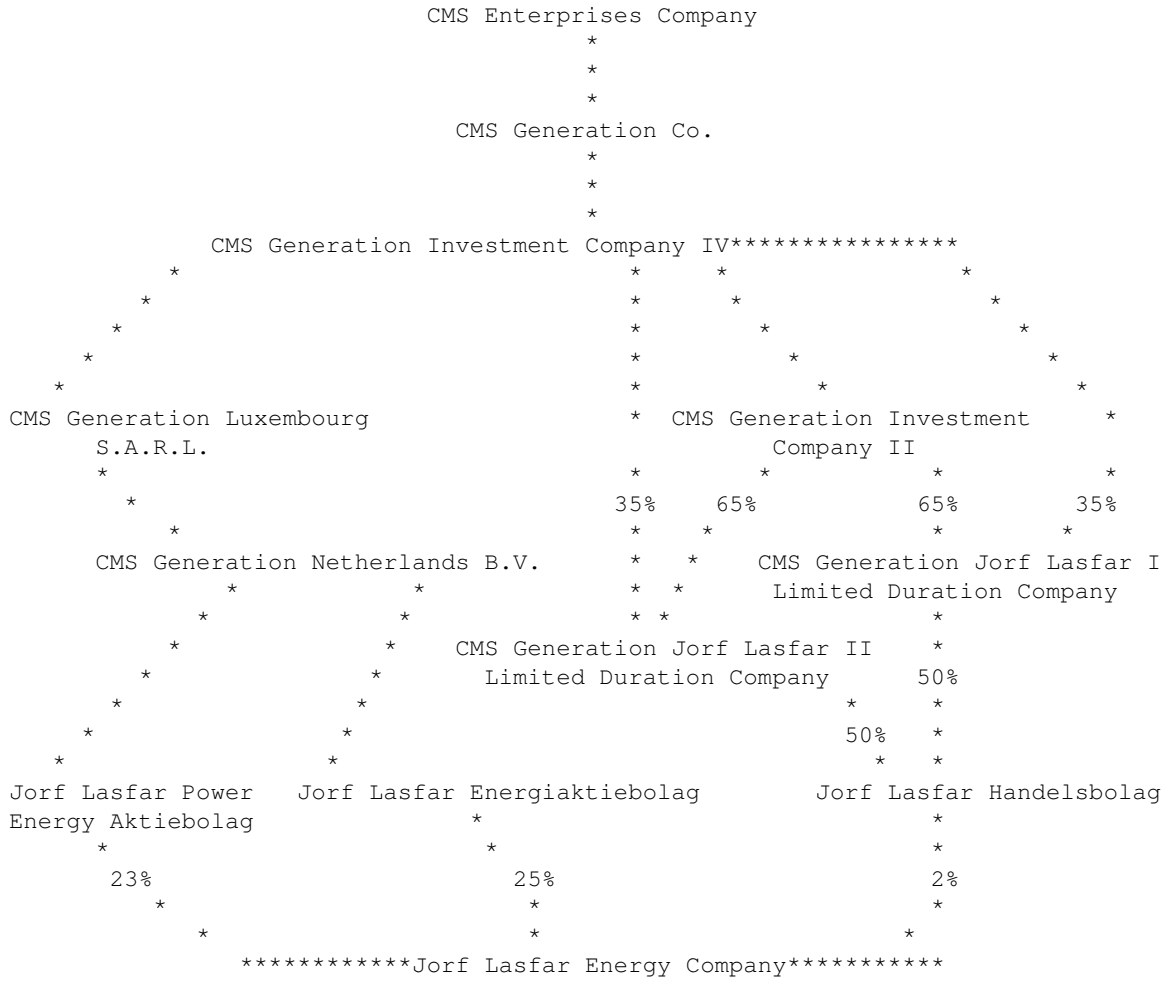 CMS Enterprises Company
*
*
*
CMS Generation Co.
*
*
*
CMS Generation Investment Company IV****************
* * * *
* * * *
* * * *
* * * *
* * * *
CMS Generation Luxembourg * CMS Generation Investment *
S.A.R.L. Company II
* * * * *
* 35% 65% 65% 35%
* * * * *
CMS Generation Netherlands B.V. * * CMS Generation Jorf Lasfar I
* * * * Limited Duration Company
* * * * *
* * CMS Generation Jorf Lasfar II *
* * Limited Duration Company 50%
* * * *
* * 50% *
* * * *
Jorf Lasfar Power Jorf Lasfar Energiaktiebolag Jorf Lasfar Handelsbolag
Energy Aktiebolag * *
* * *
23% 25% 2%
* * *
* * *
************Jorf Lasfar Energy Company***********